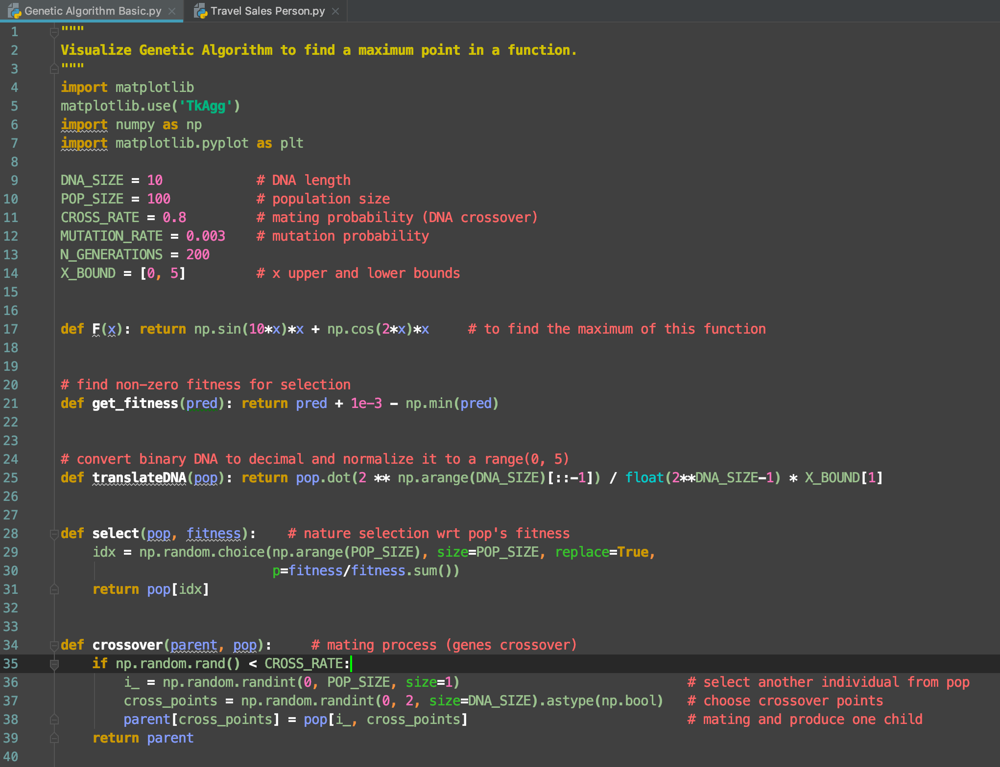 Genetic Algorithm Basic.py Travel Sales Person.py
1 """
2 Visualize Genetic Algorithm to find a maximum point in a function.
3 """
4 import matplotlib
5 matplotlib.use('TkAgg')
6 import numpy as np
7 import matplotlib.pyplot as plt
8
9 DNA_SIZE = 10            # DNA length
10 POP_SIZE = 100           # population size
11 CROSS_RATE = 0.8         # mating probability (DNA crossover)
12 MUTATION_RATE = 0.003    # mutation probability
13 N_GENERATIONS = 200
14 X_BOUND = [0, 5]         # x upper and lower bounds
15
16
17 def F(x): return np.sin(10*x)*x + np.cos(2*x)*x     # to find the maximum of this function
18
19
20 # find non-zero fitness for selection
21 def get_fitness(pred): return pred + 1e-3 - np.min(pred)
22
23
24 # convert binary DNA to decimal and normalize it to a range(0, 5)
25 def translateDNA(pop): return pop.dot(2 ** np.arange(DNA_SIZE)[::-1]) / float(2**DNA_SIZE-1) * X_BOUND[1]
26
27
28 def select(pop, fitness):    # nature selection wrt pop's fitness
29     idx = np.random.choice(np.arange(POP_SIZE), size=POP_SIZE, replace=True,
30                            p=fitness/fitness.sum())
31     return pop[idx]
32
33
34 def crossover(parent, pop):     # mating process (genes crossover)
35     if np.random.rand() < CROSS_RATE:
36         i_ = np.random.randint(0, POP_SIZE, size=1)                             # select another individual from pop
37         cross_points = np.random.randint(0, 2, size=DNA_SIZE).astype(np.bool)   # choose crossover points
38         parent[cross_points] = pop[i_, cross_points]                            # mating and produce one child
39     return parent
40